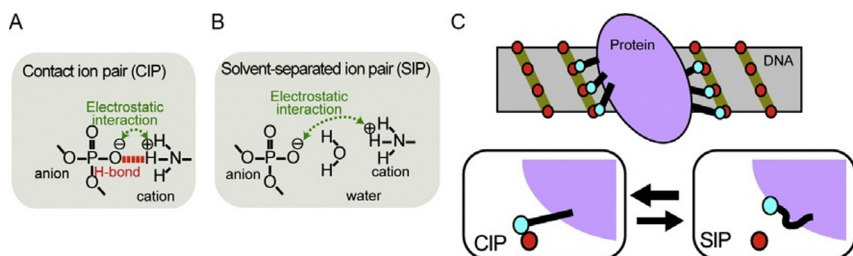 A
Contact ion pair (CIP)
Electrostatic
interaction
O
⊖
⊕
O
P
O
H
N
H
H
O
anion
H-bond
cation
B
Solvent-separated ion pair (SIP)
Electrostatic
interaction
O
⊖
⊕
H
O
P
O
H
O
H
H
N
H
O
anion
water
cation
C
Protein
DNA
CIP
SIP